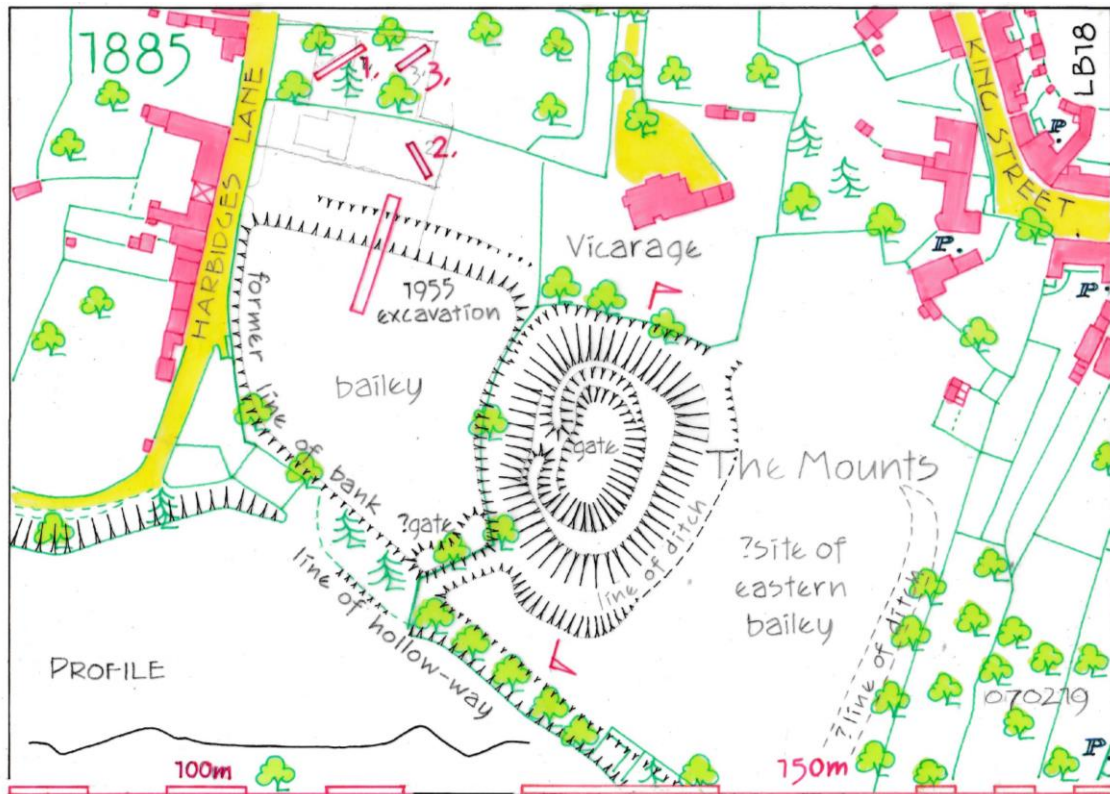 1885
HARBIDGES LANE
1.
3.
3.
2.
2
KING STREET
LB18
P.
P.
P.
Vicarage
1955
excavation
former
line of bank
bailey
gate
?gate
line of ditch
The Mounts
?site of
eastern
bailey
?line of ditch
line of hollow-way
PROFILE
070219
P.
100m
150m